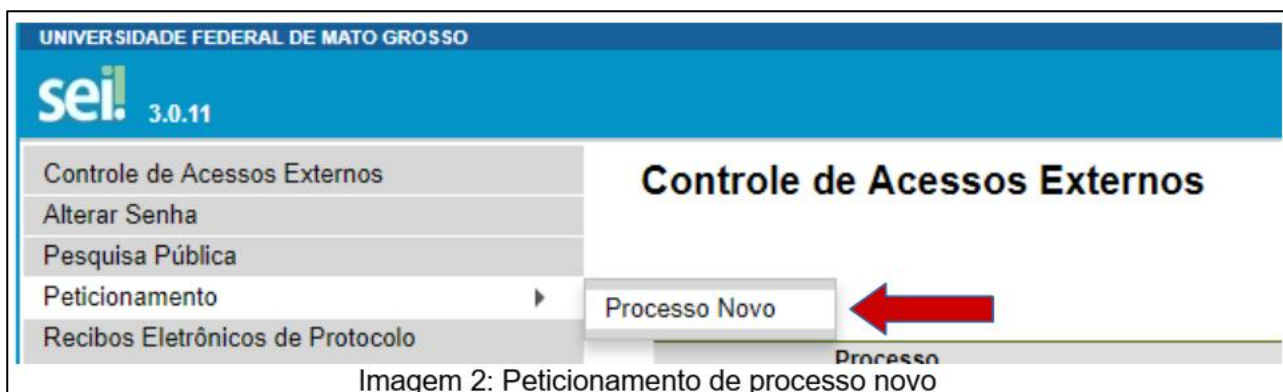 UNIVERSIDADE FEDERAL DE MATO GROSSO
sei! 3.0.11
Controle de Acessos Externos
Alterar Senha
Pesquisa Pública
Peticionamento
Recibos Eletrônicos de Protocolo
Controle de Acessos Externos
Processo Novo
Processo
Imagem 2: Peticionamento de processo novo